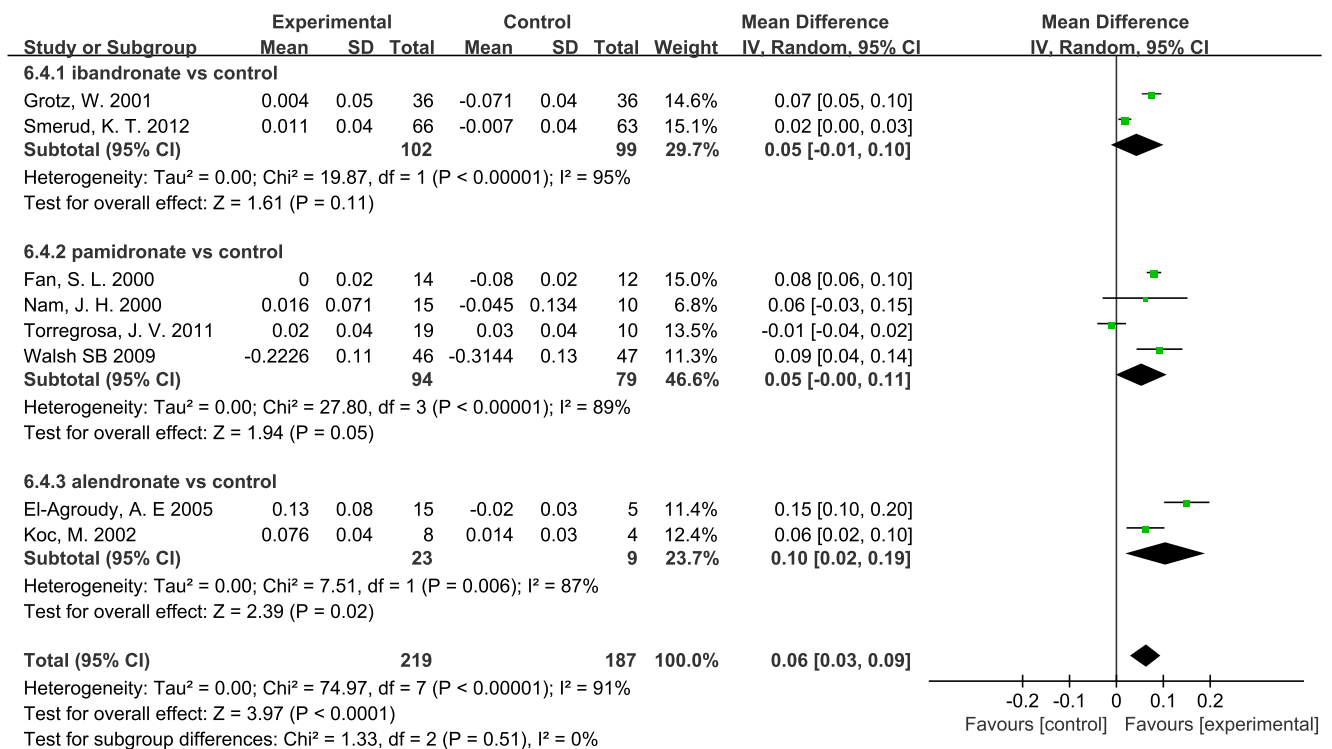 Experimental Control Mean Difference Mean Difference
Study or Subgroup Mean SD Total Mean SD Total Weight IV, Random, 95% CI IV, Random, 95% CI
6.4.1 ibandronate vs control
Grotz, W. 2001 0.004 0.05 36 -0.071 0.04 36 14.6% 0.07 [0.05, 0.10]
Smerud, K. T. 2012 0.011 0.04 66 -0.007 0.04 63 15.1% 0.02 [0.00, 0.03]
Subtotal (95% CI) 102 99 29.7% 0.05 [-0.01, 0.10]
Heterogeneity: Tau² = 0.00; Chi² = 19.87, df = 1 (P < 0.00001); I² = 95%
Test for overall effect: Z = 1.61 (P = 0.11)
6.4.2 pamidronate vs control
Fan, S. L. 2000 0 0.02 14 -0.08 0.02 12 15.0% 0.08 [0.06, 0.10]
Nam, J. H. 2000 0.016 0.071 15 -0.045 0.134 10 6.8% 0.06 [-0.03, 0.15]
Torregrosa, J. V. 2011 0.02 0.04 19 0.03 0.04 10 13.5% -0.01 [-0.04, 0.02]
Walsh SB 2009 -0.2226 0.11 46 -0.3144 0.13 47 11.3% 0.09 [0.04, 0.14]
Subtotal (95% CI) 94 79 46.6% 0.05 [-0.00, 0.11]
Heterogeneity: Tau² = 0.00; Chi² = 27.80, df = 3 (P < 0.00001); I² = 89%
Test for overall effect: Z = 1.94 (P = 0.05)
6.4.3 alendronate vs control
El-Agroudy, A. E 2005 0.13 0.08 15 -0.02 0.03 5 11.4% 0.15 [0.10, 0.20]
Koc, M. 2002 0.076 0.04 8 0.014 0.03 4 12.4% 0.06 [0.02, 0.10]
Subtotal (95% CI) 23 9 23.7% 0.10 [0.02, 0.19]
Heterogeneity: Tau² = 0.00; Chi² = 7.51, df = 1 (P = 0.006); I² = 87%
Test for overall effect: Z = 2.39 (P = 0.02)
Total (95% CI) 219 187 100.0% 0.06 [0.03, 0.09]
Heterogeneity: Tau² = 0.00; Chi² = 74.97, df = 7 (P < 0.00001); I² = 91%
Test for overall effect: Z = 3.97 (P < 0.0001)
Test for subgroup differences: Chi² = 1.33, df = 2 (P = 0.51), I² = 0%
-0.2 -0.1 0 0.1 0.2
Favours [control] Favours [experimental]